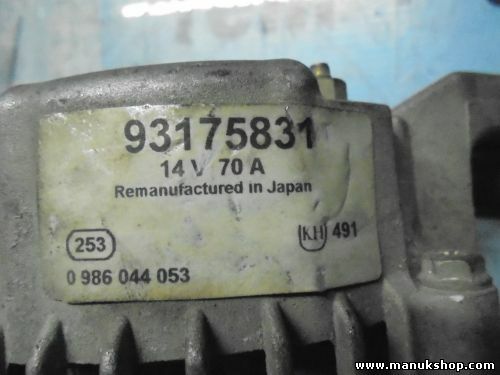 93175831
14 V 70 A
Remanufactured in Japan
253
KH 491
0 986 044 053
www.manukshop.com